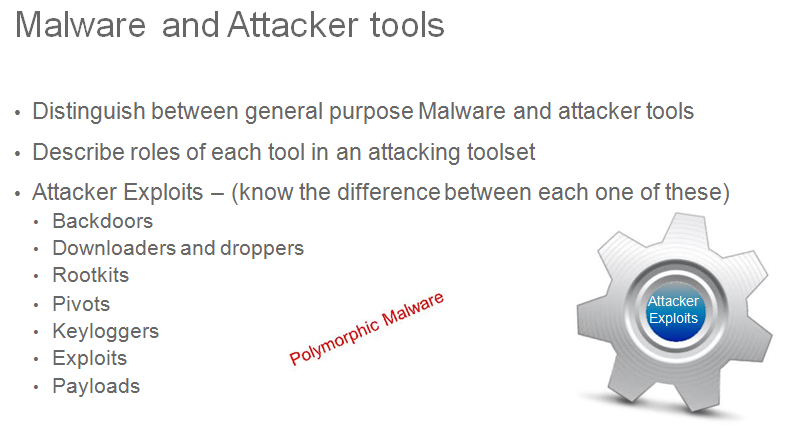 Malware and Attacker tools
• Distinguish between general purpose Malware and attacker tools
• Describe roles of each tool in an attacking toolset
• Attacker Exploits – (know the difference between each one of these)
• Backdoors
• Downloaders and droppers
• Rootkits
• Pivots
• Keyloggers
• Exploits
• Payloads
Polymorphic Malware
Attacker
Exploits